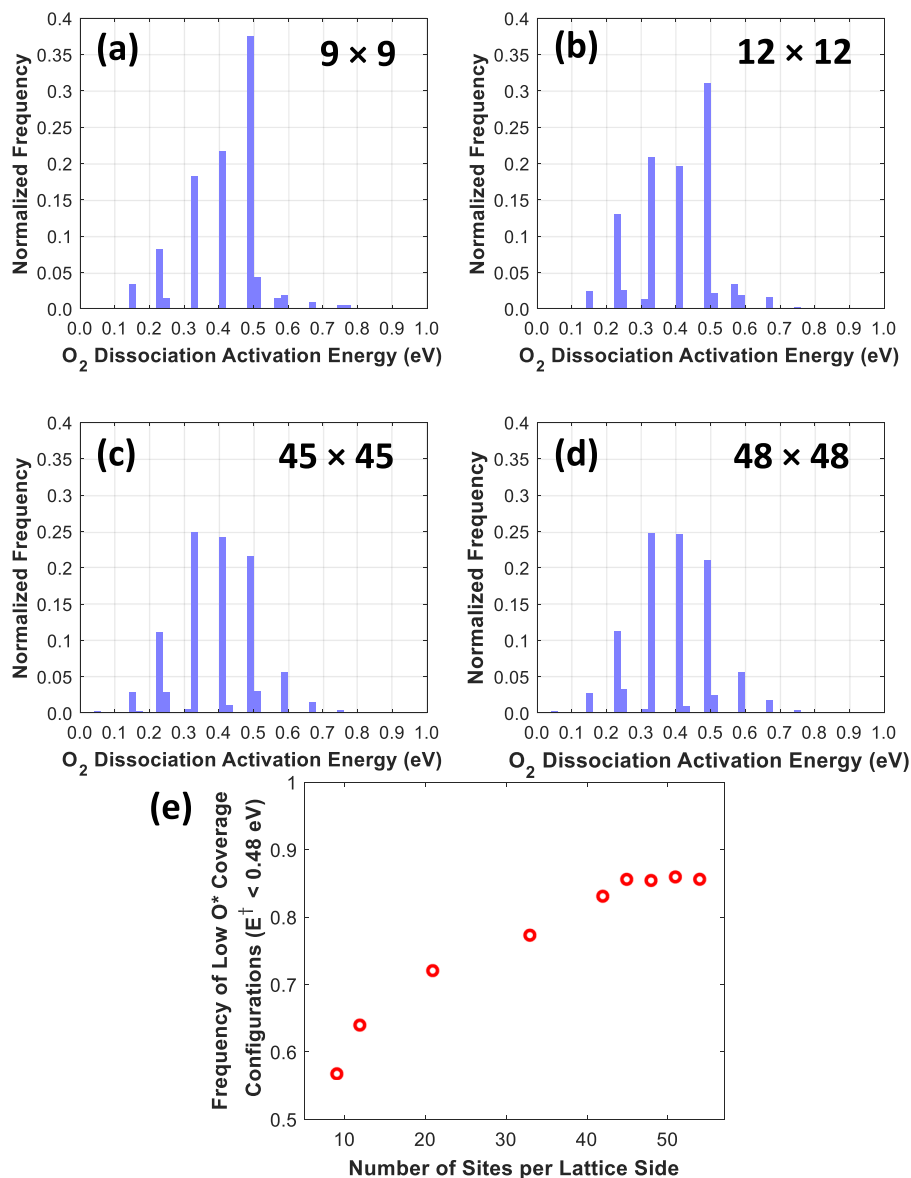 (a)
9 × 9
Normalized Frequency
0.4
0.35
0.3
0.25
0.2
0.15
0.1
0.05
0.0
0.0 0.1 0.2 0.3 0.4 0.5 0.6 0.7 0.8 0.9 1.0
O2 Dissociation Activation Energy (eV)
(b)
12 × 12
Normalized Frequency
0.4
0.35
0.3
0.25
0.2
0.15
0.1
0.05
0.0
0.0 0.1 0.2 0.3 0.4 0.5 0.6 0.7 0.8 0.9 1.0
O2 Dissociation Activation Energy (eV)
(c)
45 × 45
Normalized Frequency
0.4
0.35
0.3
0.25
0.2
0.15
0.1
0.05
0.0
0.0 0.1 0.2 0.3 0.4 0.5 0.6 0.7 0.8 0.9 1.0
O2 Dissociation Activation Energy (eV)
(d)
48 × 48
Normalized Frequency
0.4
0.35
0.3
0.25
0.2
0.15
0.1
0.05
0.0
0.0 0.1 0.2 0.3 0.4 0.5 0.6 0.7 0.8 0.9 1.0
O2 Dissociation Activation Energy (eV)
(e)
Frequency of Low O* Coverage
Configurations (E† < 0.48 eV)
1
0.9
0.8
0.7
0.6
0.5
10 20 30 40 50
Number of Sites per Lattice Side